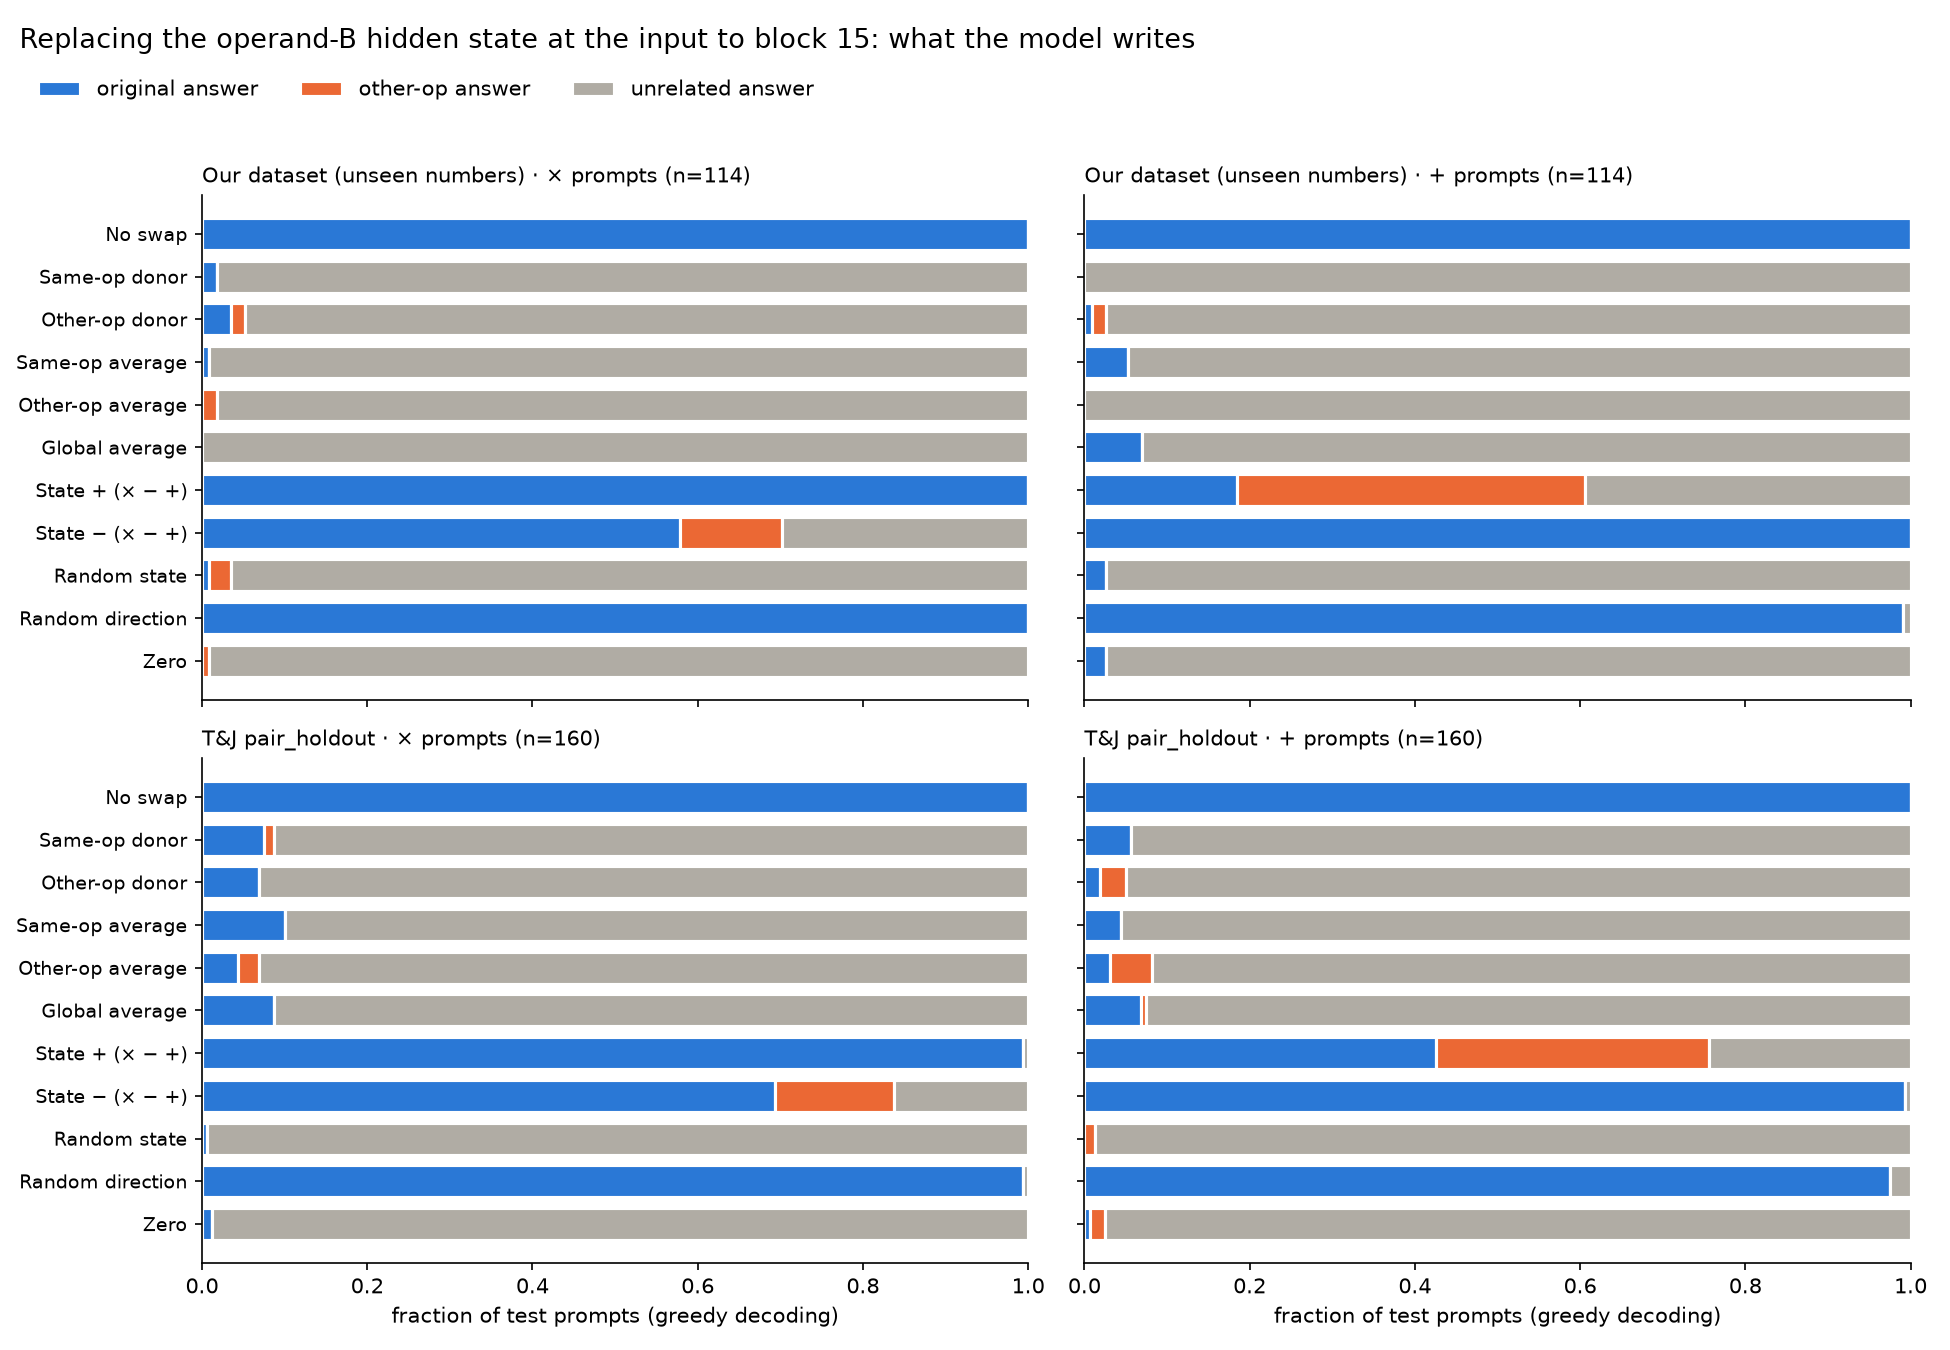 Replacing the operand-B hidden state at the input to block 15: what the model writes
original answer
other-op answer
unrelated answer
Our dataset (unseen numbers) · × prompts (n=114)
Our dataset (unseen numbers) · + prompts (n=114)
No swap
Same-op donor
Other-op donor
Same-op average
Other-op average
Global average
State + (× − +)
State − (× − +)
Random state
Random direction
Zero
T&J pair_holdout · × prompts (n=160)
T&J pair_holdout · + prompts (n=160)
No swap
Same-op donor
Other-op donor
Same-op average
Other-op average
Global average
State + (× − +)
State − (× − +)
Random state
Random direction
Zero
0.0 0.2 0.4 0.6 0.8 1.0
0.0 0.2 0.4 0.6 0.8 1.0
fraction of test prompts (greedy decoding)
fraction of test prompts (greedy decoding)